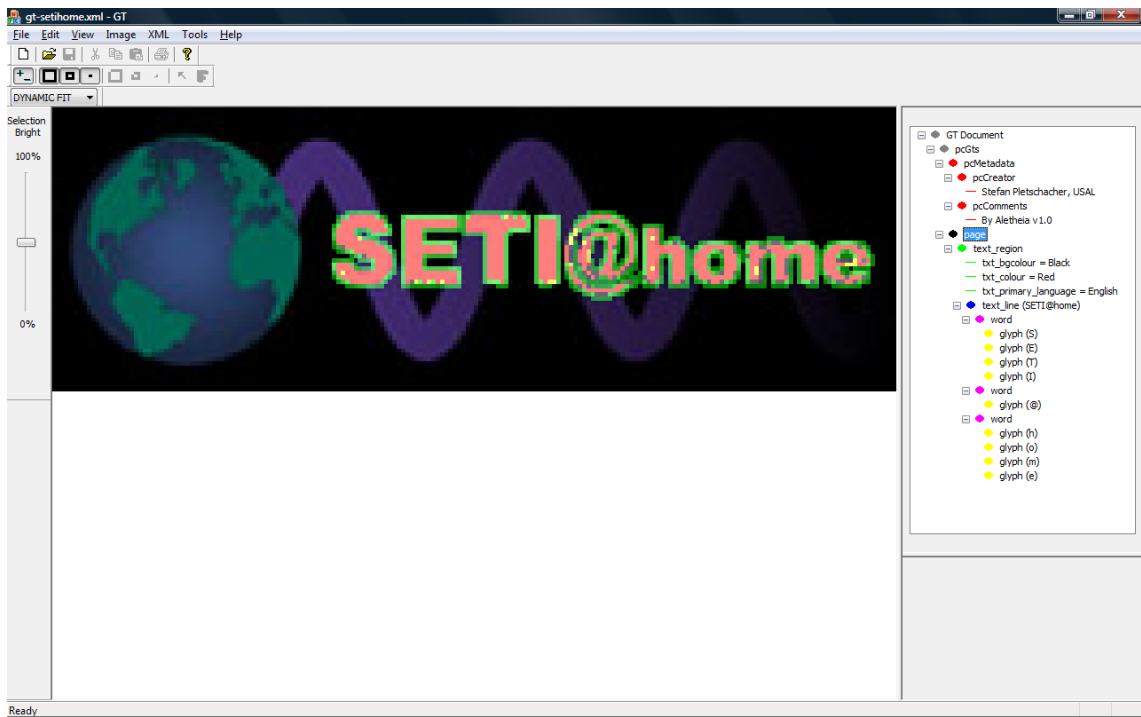 gt-setihome.xml - GT
File Edit View Image XML Tools Help
DYNAMIC FIT
Selection
Bright
100%
0%
SETI@home
GT Document
pcGts
pcMetadata
pcCreator
Stefan Pletschacher, USAL
pcComments
By Aletheia v1.0
page
text_region
txt_bgcolour = Black
txt_colour = Red
txt_primary_language = English
text_line (SETI@home)
word
glyph (S)
glyph (E)
glyph (T)
glyph (I)
word
glyph (@)
word
glyph (h)
glyph (o)
glyph (m)
glyph (e)
Ready